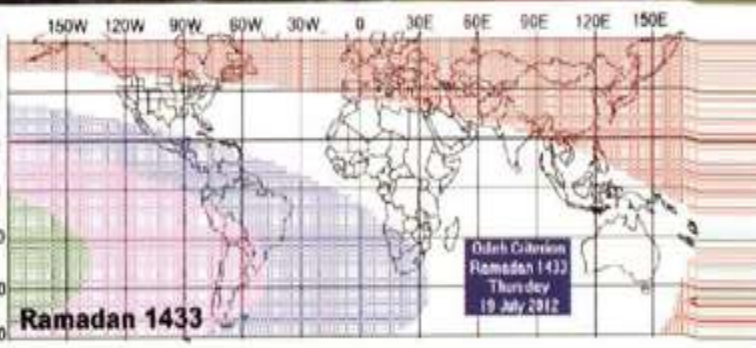 150W 120W 90W 60W 30W 0 30E 60E 90E 120E 150E
Odeh Criterion
Ramadan 1433
Thursday
19 July 2012
Ramadan 1433